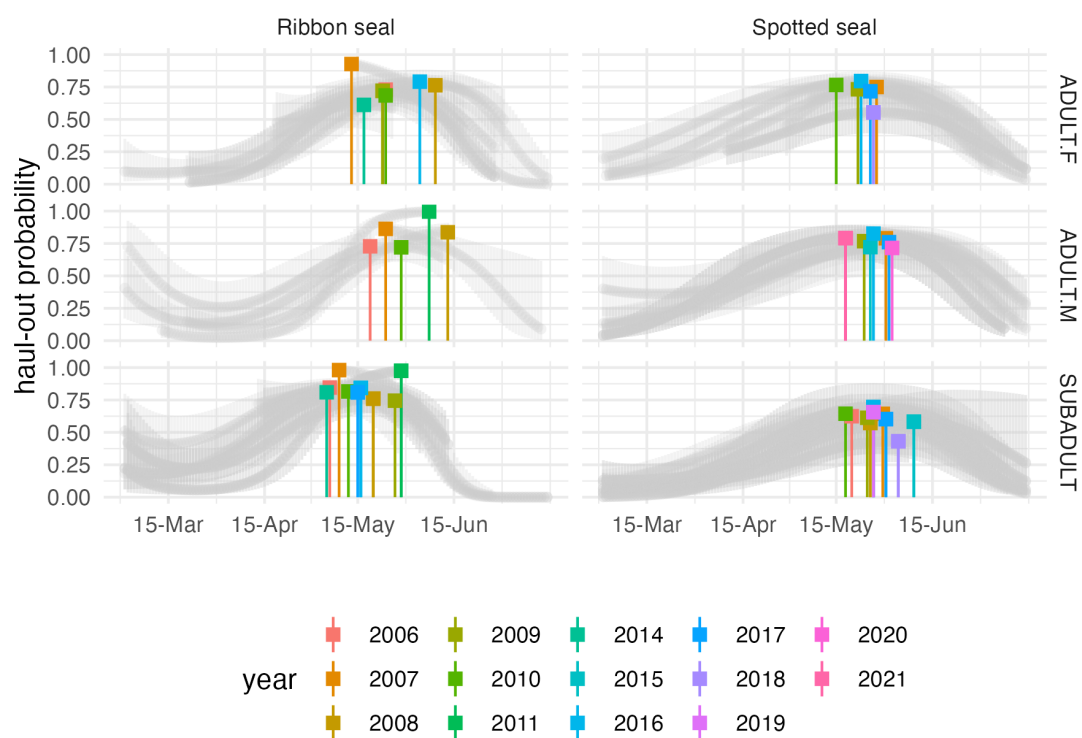 Ribbon seal Spotted seal
haul-out probability
1.00
0.75
0.50
0.25
0.00
ADULT.F
1.00
0.75
0.50
0.25
0.00
ADULT.M
1.00
0.75
0.50
0.25
0.00
SUBADULT
15-Mar 15-Apr 15-May 15-Jun 15-Mar 15-Apr 15-May 15-Jun
year
2006 2009 2014 2017 2020
2007 2010 2015 2018 2021
2008 2011 2016 2019